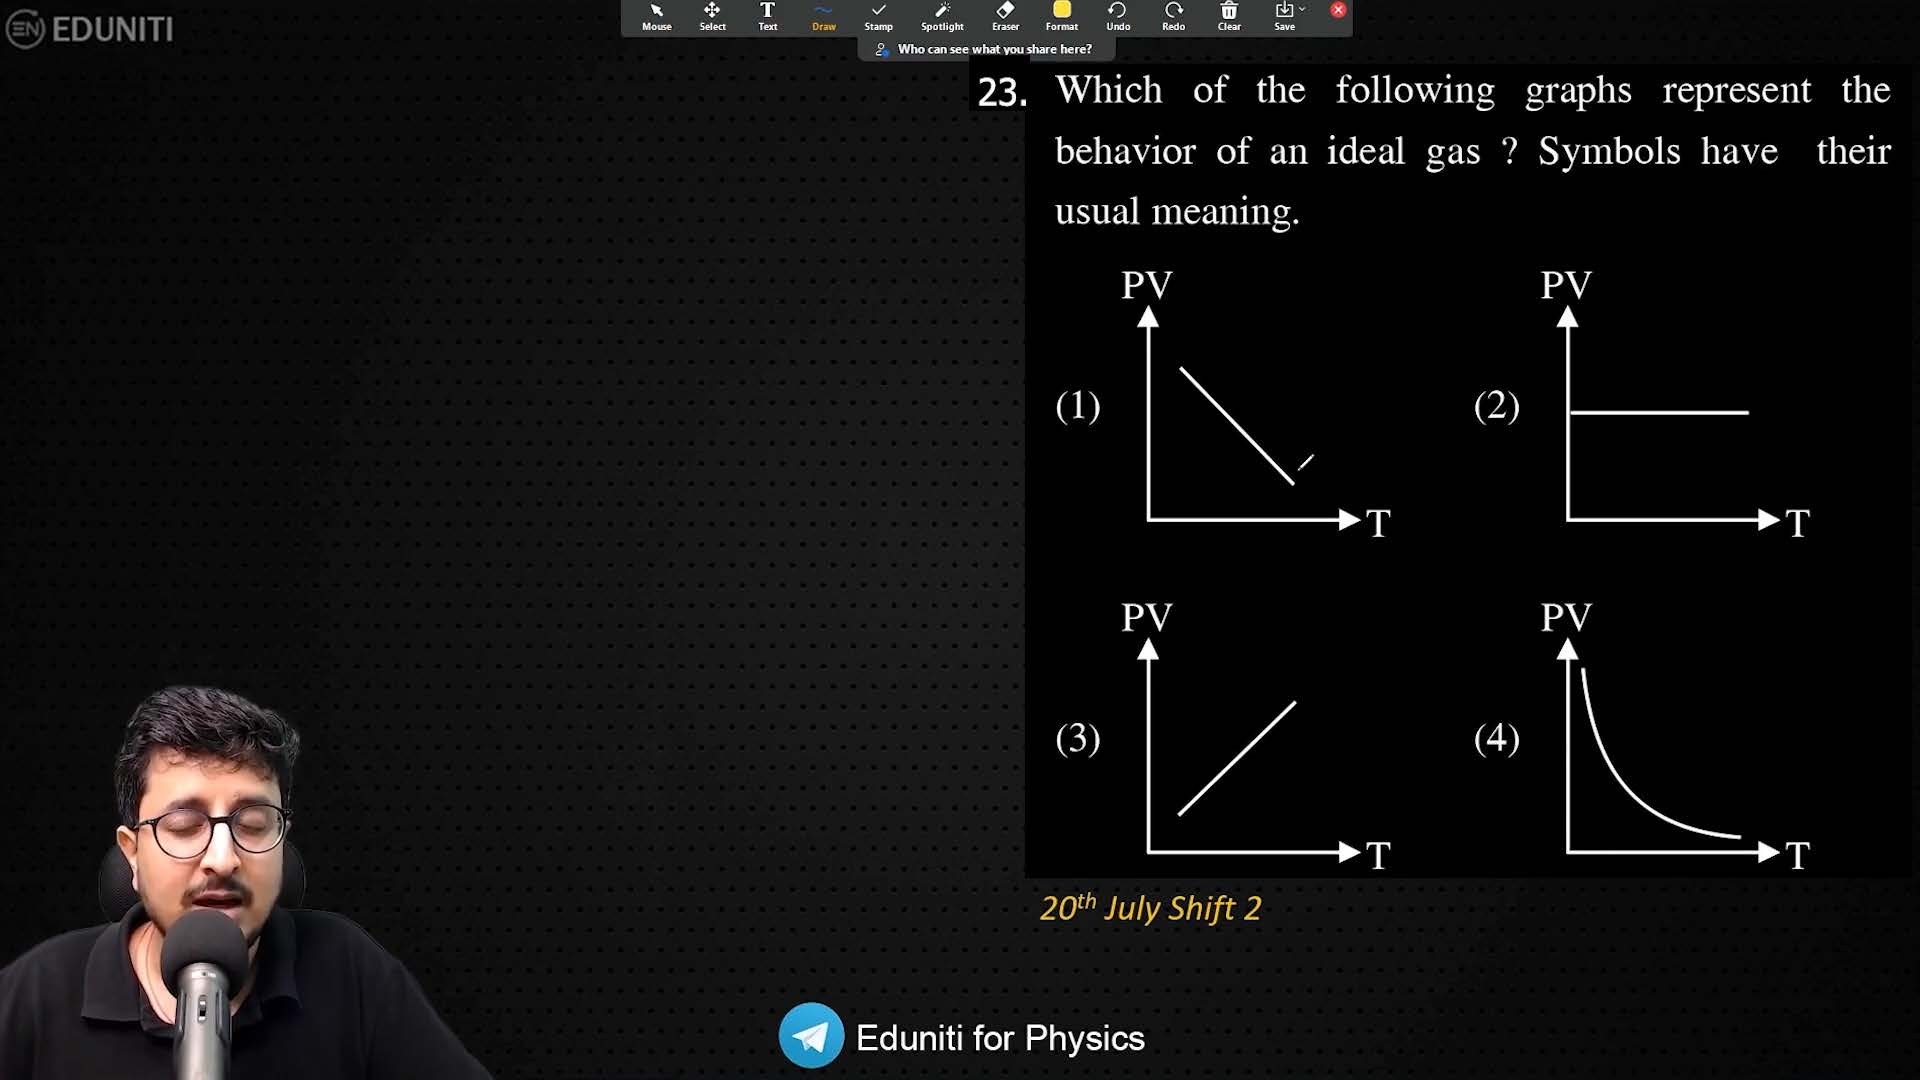 EN EDUNITI
Mouse Select Text Draw Stamp Spotlight Eraser Format Undo Redo Clear Save
Who can see what you share here?
23. Which of the following graphs represent the
behavior of an ideal gas ? Symbols have their
usual meaning.
PV
(1)
T
PV
(2)
T
PV
(3)
T
PV
(4)
T
20th July Shift 2
Eduniti for Physics